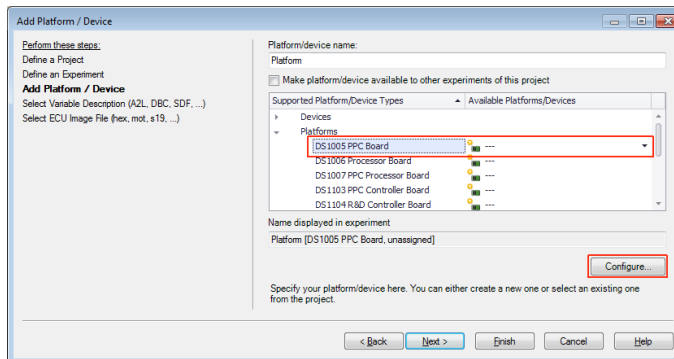 Add Platform / Device
Perform these steps:
Define a Project
Define an Experiment
Add Platform / Device
Select Variable Description (A2L, DBC, SDF, ...)
Select ECU Image File (hex, mot, s19, ...)
Platform/device name:
Platform
Make platform/device available to other experiments of this project
Supported Platform/Device Types Available Platforms/Devices
Devices
Platforms
DS1005 PPC Board ---
DS1006 Processor Board ---
DS1007 PPC Processor Board ---
DS1103 PPC Controller Board ---
DS1104 R&D Controller Board ---
Name displayed in experiment
Platform [DS1005 PPC Board, unassigned]
Configure...
Specify your platform/device here. You can either create a new one or select an existing one
from the project.
< Back Next > Finish Cancel Help